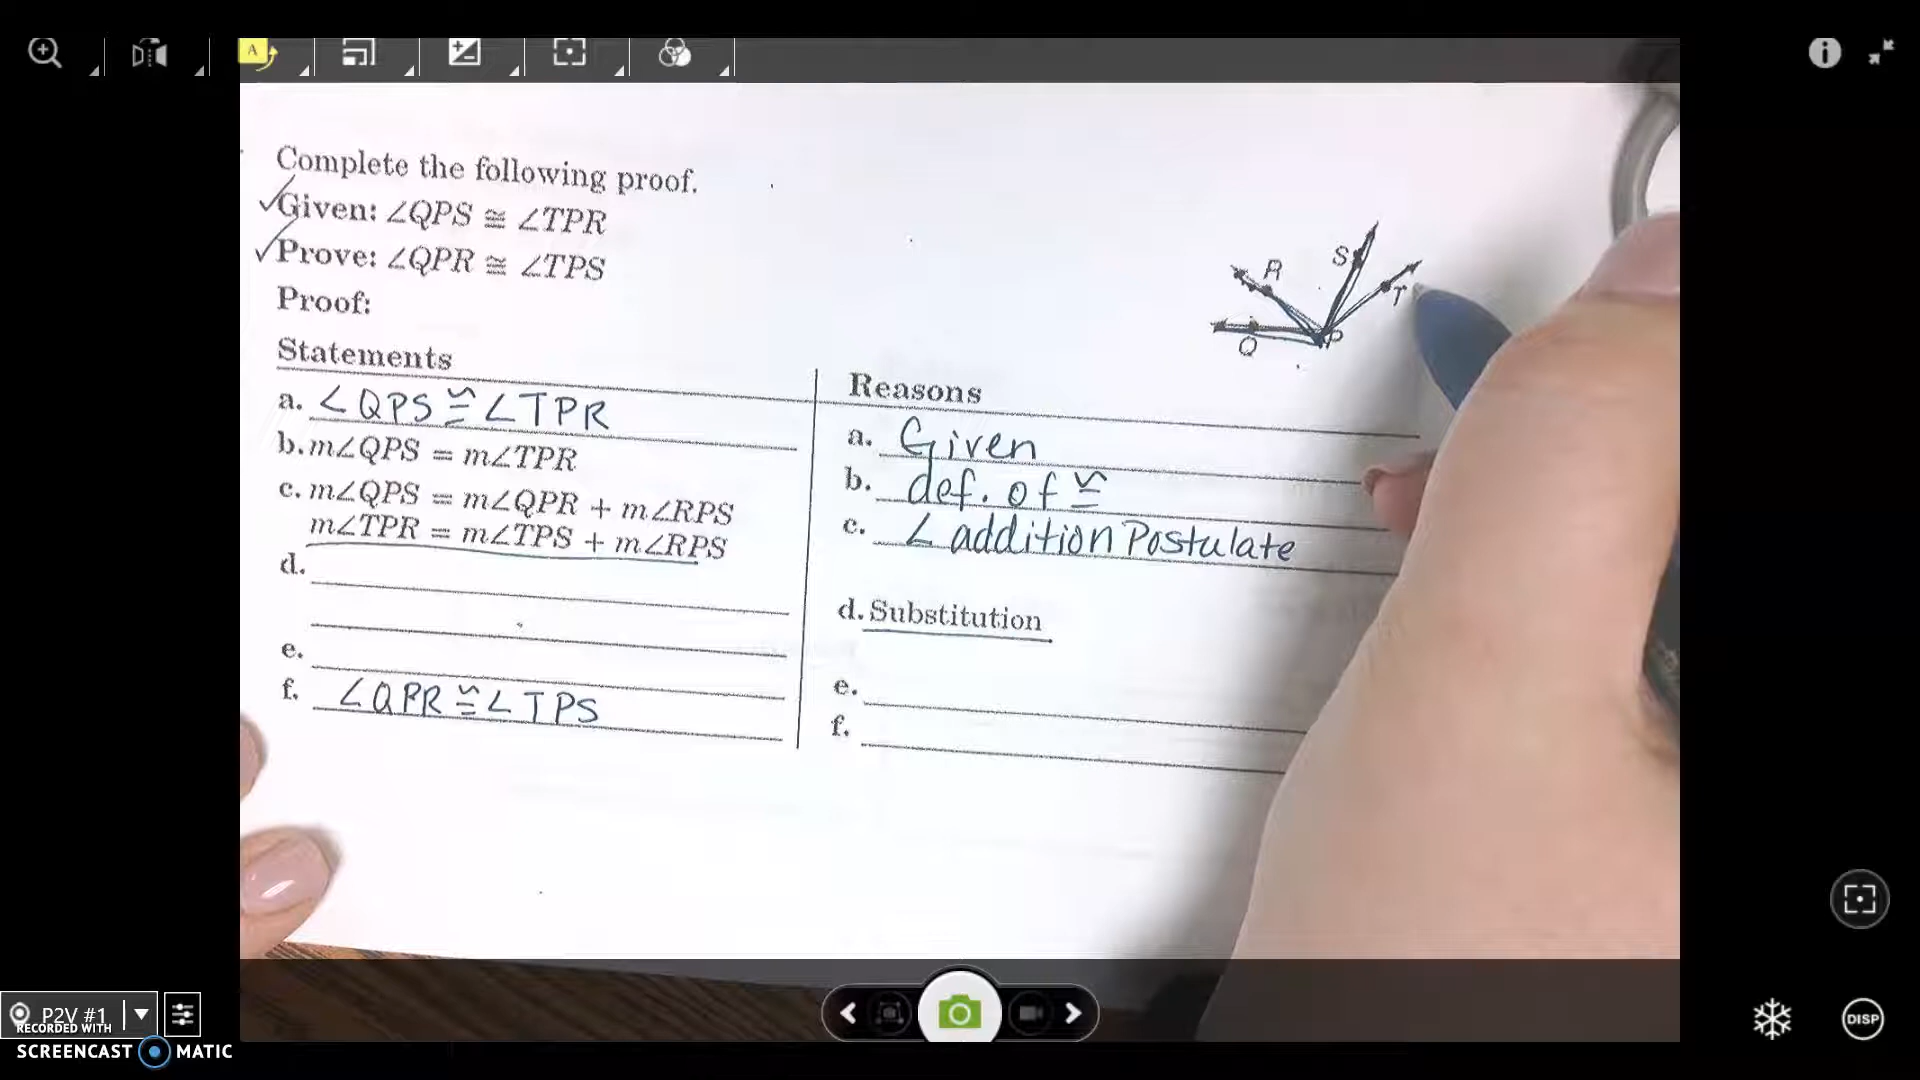 A
Complete the following proof.
Given: ∠QPS ≅ ∠TPR
Prove: ∠QPR ≅ ∠TPS
Proof:
R
S
T
Q
P
Statements
Reasons
a. ∠QPS ≅ ∠TPR
a. Given
b. m∠QPS = m∠TPR
b. def. of ≅
c. m∠QPS = m∠QPR + m∠RPS
m∠TPR = m∠TPS + m∠RPS
c. ∠ addition Postulate
d.
d. Substitution
e.
e.
f. ∠QPR ≅ ∠TPS
f.
P2V #1
RECORDED WITH
SCREENCAST MATIC
DISP